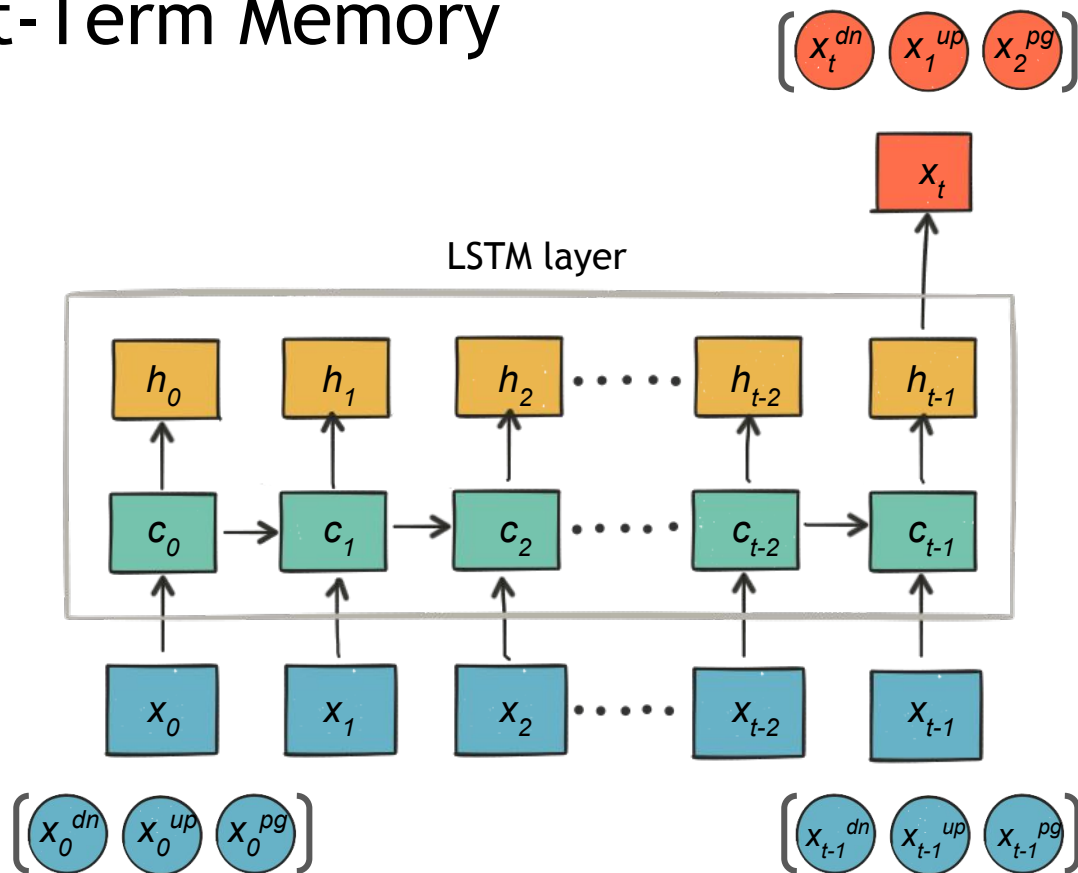 t-Term Memory
x_t^dn x_1^up x_2^pg
x_t
LSTM layer
h_0 h_1 h_2 h_t-2 h_t-1
c_0 c_1 c_2 c_t-2 c_t-1
x_0 x_1 x_2 x_t-2 x_t-1
x_0^dn x_0^up x_0^pg x_t-1^dn x_t-1^up x_t-1^pg